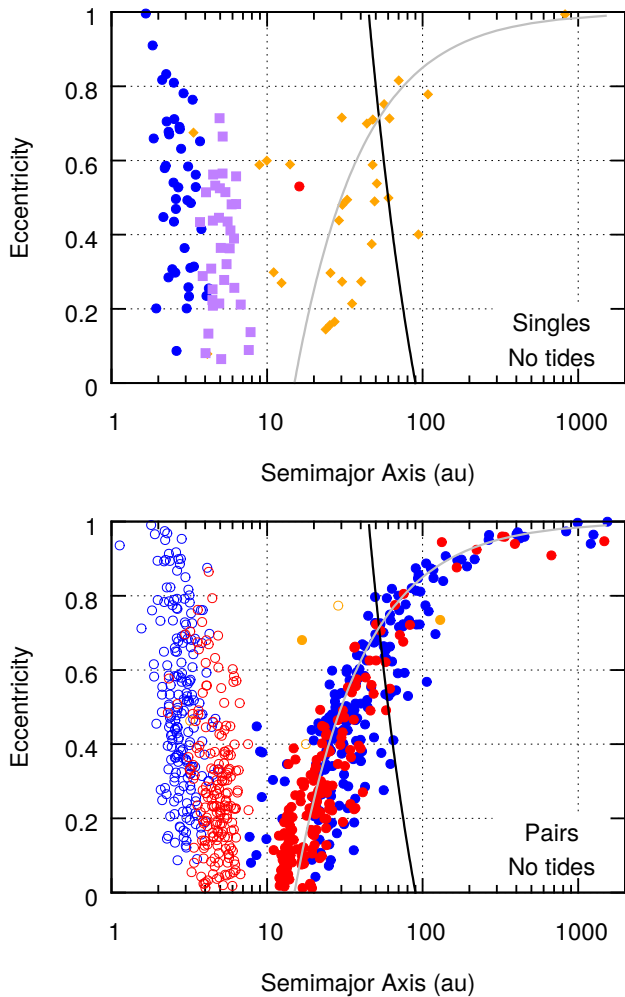 1
0.8
0.6
0.4
0.2
0
Eccentricity
Singles
No tides
1 10 100 1000
Semimajor Axis (au)
1
0.8
0.6
0.4
0.2
0
Eccentricity
Pairs
No tides
1 10 100 1000
Semimajor Axis (au)